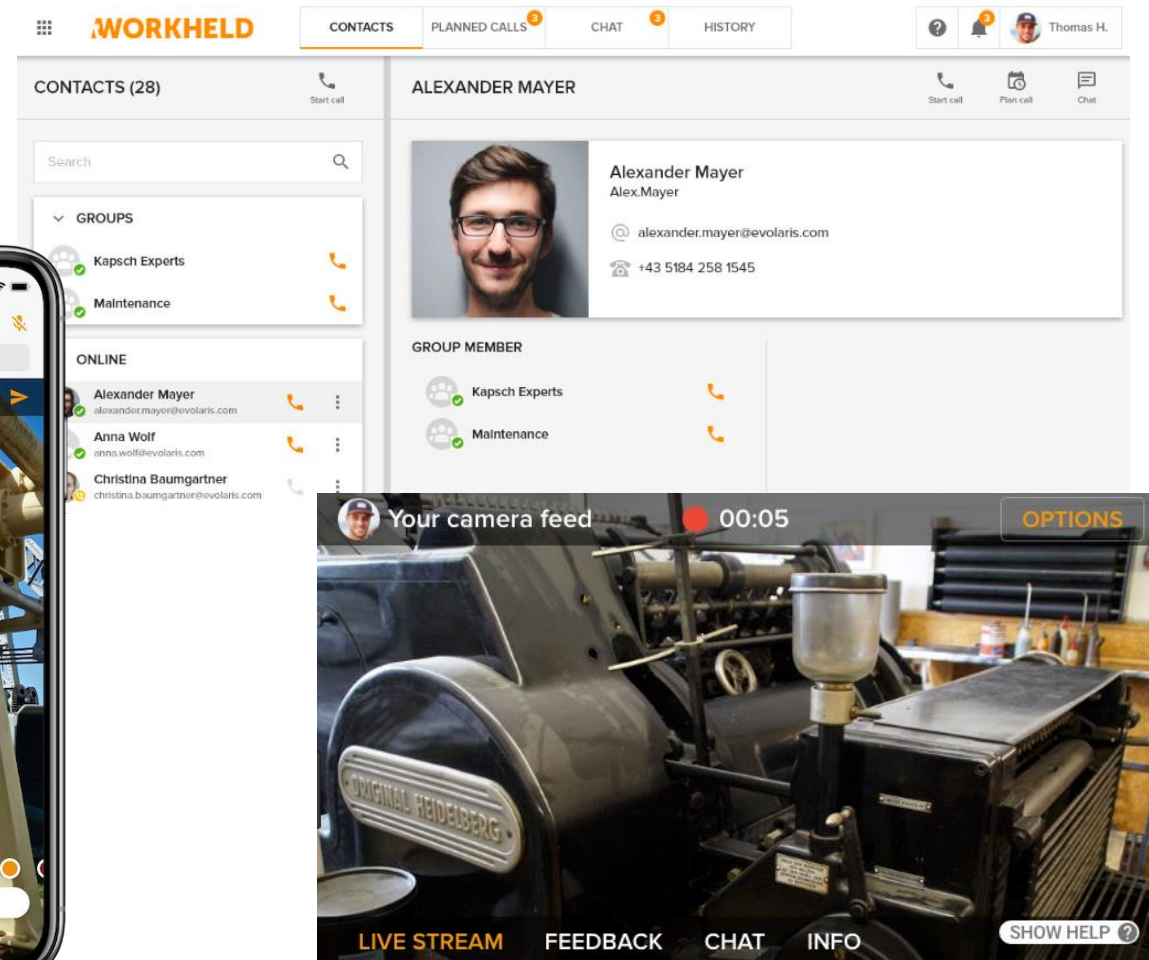 WORKHELD
CONTACTS
PLANNED CALLS 3
CHAT 3
HISTORY
3
Thomas H.
CONTACTS (28)
Start call
ALEXANDER MAYER
Start call
Plan call
Chat
Search
Alexander Mayer
Alex.Mayer
alexander.mayer@evolaris.com
+43 5184 258 1545
GROUPS
Kapsch Experts
Maintenance
GROUP MEMBER
Kapsch Experts
Maintenance
ONLINE
Alexander Mayer
alexander.mayer@evolaris.com
Anna Wolf
anna.wolf@evolaris.com
Christina Baumgartner
christina.baumgartner@evolaris.com
Your camera feed
00:05
OPTIONS
ORIGINAL HEIDELBERG
LIVE STREAM
FEEDBACK
CHAT
INFO
SHOW HELP ?